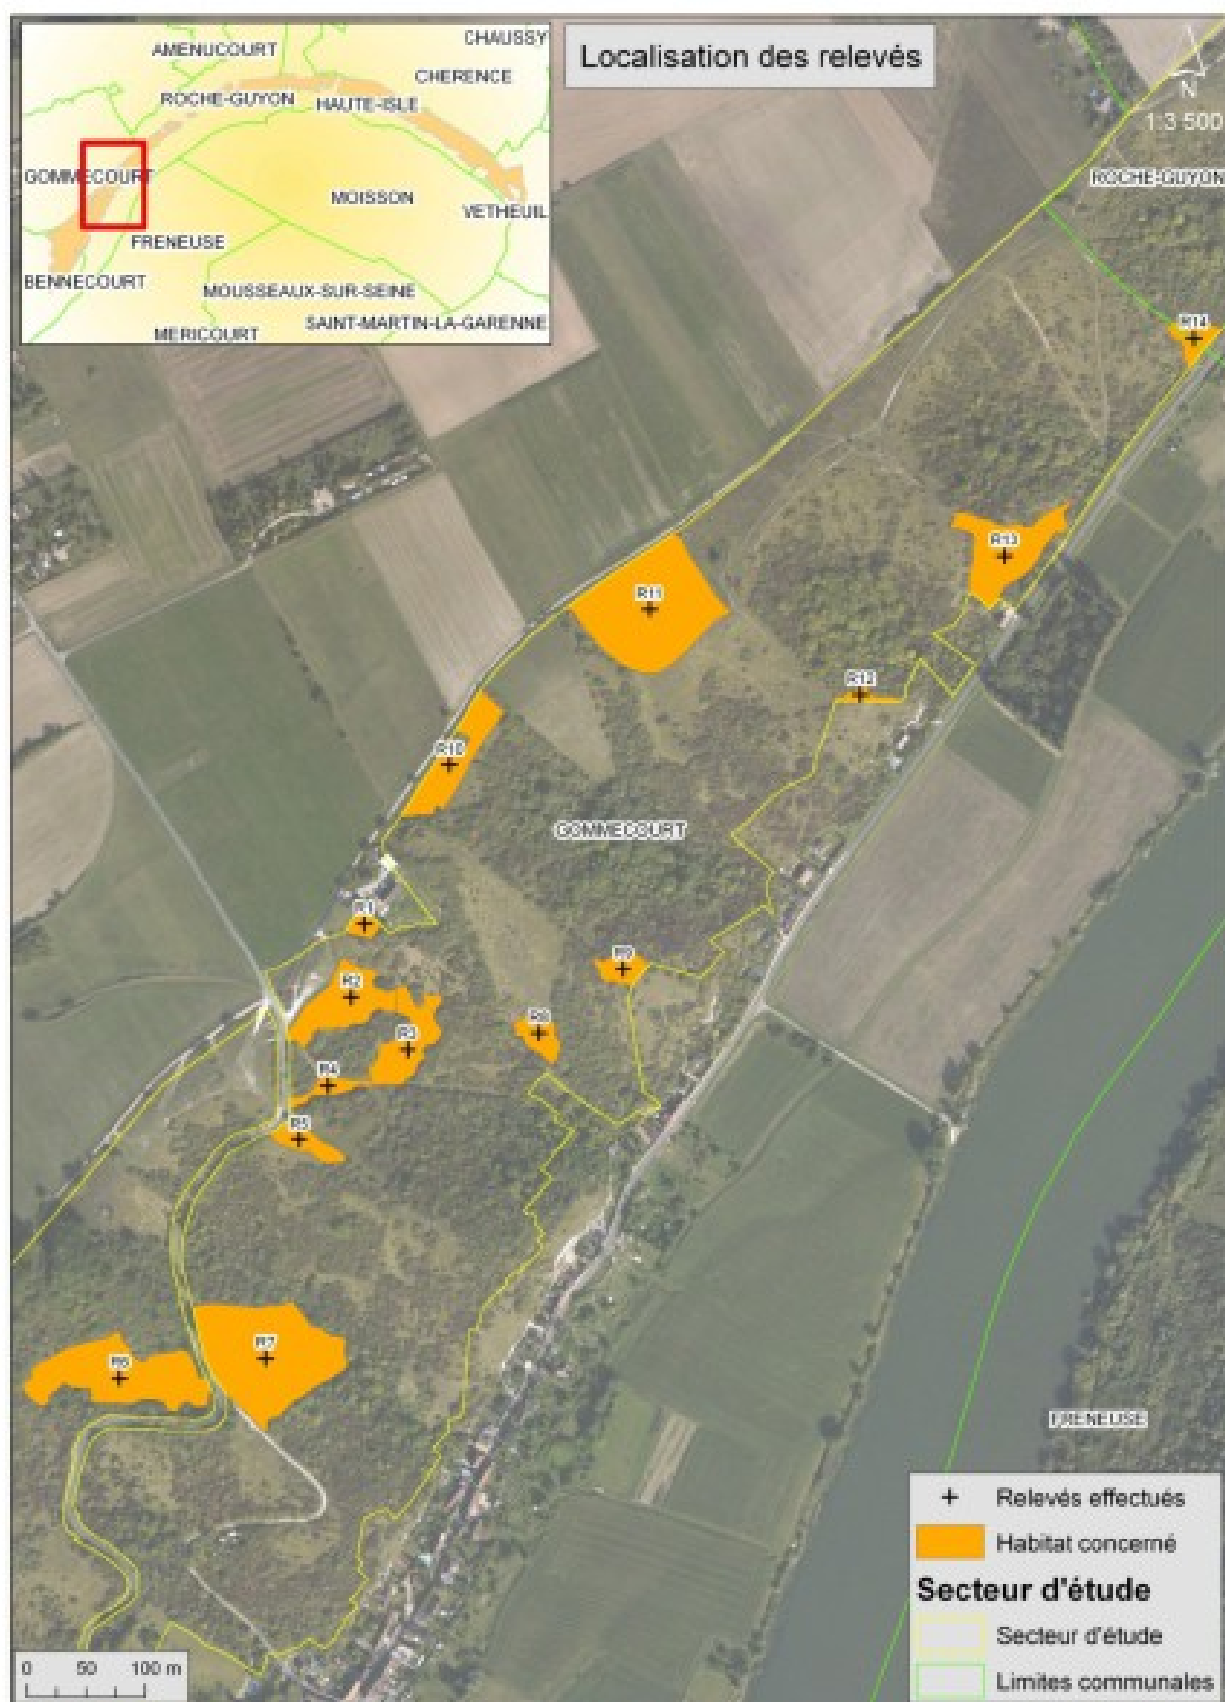 Localisation des relevés
N
1:3 500
CHAUSSY
AMENUCOURT
CHERENCE
ROCHE-GUYON
HAUTE-ISLE
GOMMECOURT
MOISSON
VETHEUIL
FRENEUSE
BENNECOURT
MOUSSEAUX-SUR-SEINE
MERICOURT
SAINT-MARTIN-LA-GARENNE
ROCHE-GUYON
R14
R13
R11
R12
R10
GOMMECOURT
R1
R9
R2
R8
R3
R4
R5
R7
R6
FRENEUSE
Relevés effectués
Habitat concerné
Secteur d'étude
Secteur d'étude
Limites communales
0 50 100 m